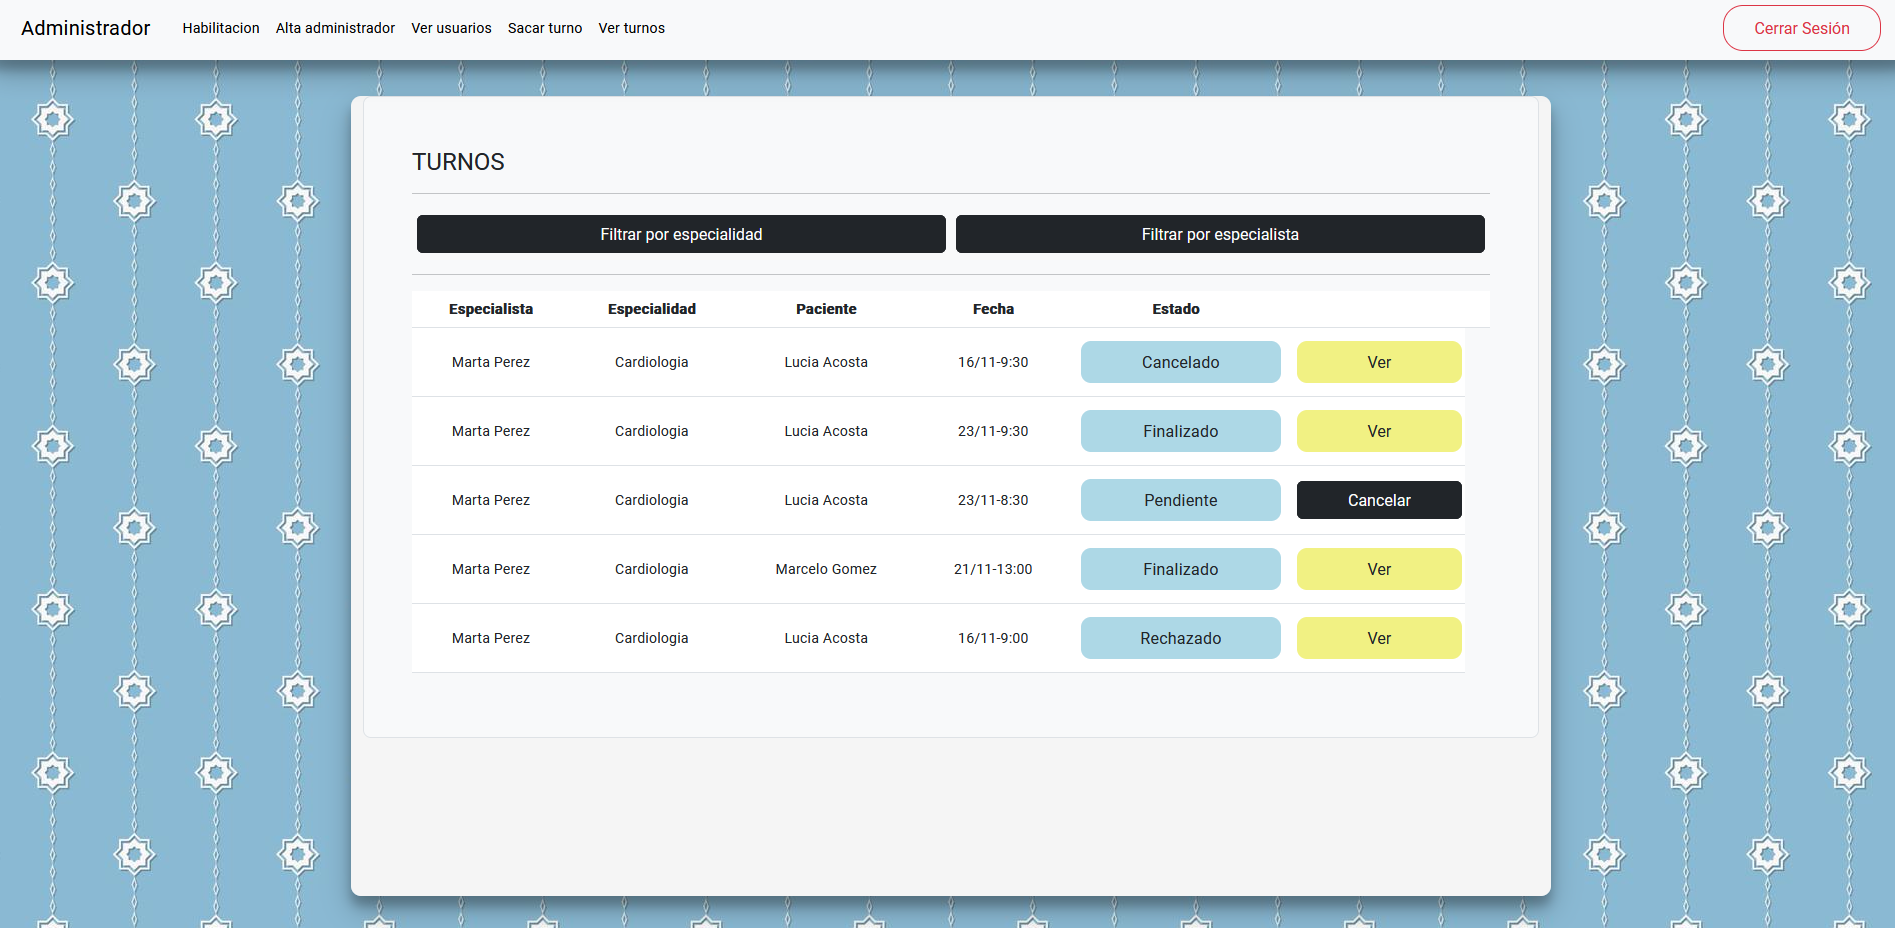 Administrador Habilitacion Alta administrador Ver usuarios Sacar turno Ver turnos Cerrar Sesión
TURNOS
Filtrar por especialidad Filtrar por especialista
Especialista Especialidad Paciente Fecha Estado
Marta Perez Cardiologia Lucia Acosta 16/11-9:30 Cancelado Ver
Marta Perez Cardiologia Lucia Acosta 23/11-9:30 Finalizado Ver
Marta Perez Cardiologia Lucia Acosta 23/11-8:30 Pendiente Cancelar
Marta Perez Cardiologia Marcelo Gomez 21/11-13:00 Finalizado Ver
Marta Perez Cardiologia Lucia Acosta 16/11-9:00 Rechazado Ver